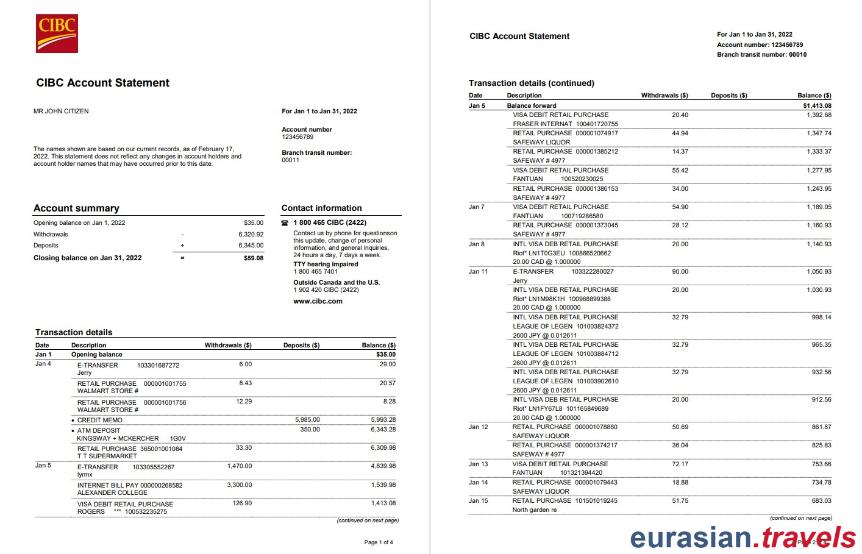 CIBC
CIBC Account Statement
MR JOHN CITIZEN
For Jan 1 to Jan 31, 2022
Account number
123456789
Branch transit number:
00011
The names shown are based on our current records, as of February 17,
2022. This statement does not reflect any changes in account holders and
account holder names that may have occurred prior to this date.
Account summary
Opening balance on Jan 1, 2022 $35.00
Withdrawals - 6,320.92
Deposits + 6,345.00
Closing balance on Jan 31, 2022 = $59.08
Contact information
☎ 1 800 465 CIBC (2422)
Contact us by phone for questionson
this update, change of personal
information, and general inquiries,
24 hours a day, 7 days a week.
TTY hearing impaired
1 800 465 7401
Outside Canada and the U.S.
1 902 420 CIBC (2422)
www.cibc.com
Transaction details
Date Description Withdrawals ($) Deposits ($) Balance ($)
Jan 1 Opening balance $35.00
Jan 4 E-TRANSFER 103301687272 6.00 29.00
Jerry
RETAIL PURCHASE 000001001755 8.43 20.57
WALMART STORE #
RETAIL PURCHASE 000001001756 12.29 8.28
WALMART STORE #
• CREDIT MEMO 5,985.00 5,993.28
• ATM DEPOSIT 350.00 6,343.28
KINGSWAY + MCKERCHER 1G0V
RETAIL PURCHASE 365001001084 33.30 6,309.98
T T SUPERMARKET
Jan 5 E-TRANSFER 103305552267 1,470.00 4,839.98
lyrmx
INTERNET BILL PAY 000000268582 3,300.00 1,539.98
ALEXANDER COLLEGE
VISA DEBIT RETAIL PURCHASE 126.90 1,413.08
ROGERS *** 100532235275
(continued on next page)
Page 1 of 4
CIBC Account Statement
For Jan 1 to Jan 31, 2022
Account number: 123456789
Branch transit number: 00010
Transaction details (continued)
Date Description Withdrawals ($) Deposits ($) Balance ($)
Jan 5 Balance forward $1,413.08
VISA DEBIT RETAIL PURCHASE 20.40 1,392.68
FRASER INTERNAT 100401720755
RETAIL PURCHASE 000001074917 44.94 1,347.74
SAFEWAY LIQUOR
RETAIL PURCHASE 000001385212 14.37 1,333.37
SAFEWAY # 4977
VISA DEBIT RETAIL PURCHASE 55.42 1,277.95
FANTUAN 100520230025
RETAIL PURCHASE 000001386153 34.00 1,243.95
SAFEWAY # 4977
Jan 7 VISA DEBIT RETAIL PURCHASE 54.90 1,189.05
FANTUAN 100719286580
RETAIL PURCHASE 000001373045 28.12 1,160.93
SAFEWAY # 4977
Jan 8 INTL VISA DEB RETAIL PURCHASE 20.00 1,140.93
Riot* LN1T0G3EU 100886520662
20.00 CAD @ 1.000000
Jan 11 E-TRANSFER 103322280027 90.00 1,050.93
Jerry
INTL VISA DEB RETAIL PURCHASE 20.00 1,030.93
Riot* LN1M98K1H 100968899388
20.00 CAD @ 1.000000
INTL VISA DEB RETAIL PURCHASE 32.79 998.14
LEAGUE OF LEGEN 101003824372
2600 JPY @ 0.012611
INTL VISA DEB RETAIL PURCHASE 32.79 965.35
LEAGUE OF LEGEN 101003884712
2600 JPY @ 0.012611
INTL VISA DEB RETAIL PURCHASE 32.79 932.56
LEAGUE OF LEGEN 101003902610
2600 JPY @ 0.012611
INTL VISA DEB RETAIL PURCHASE 20.00 912.56
Riot* LN1FY67L8 101165849689
20.00 CAD @ 1.000000
Jan 12 RETAIL PURCHASE 000001078880 50.69 861.87
SAFEWAY LIQUOR
RETAIL PURCHASE 000001374217 36.04 825.83
SAFEWAY # 4977
Jan 13 VISA DEBIT RETAIL PURCHASE 72.17 753.66
FANTUAN 101321394420
Jan 14 RETAIL PURCHASE 000001079443 18.88 734.78
SAFEWAY LIQUOR
Jan 15 RETAIL PURCHASE 101501019245 51.75 683.03
North garden re
(continued on next page)
eurasian.travels